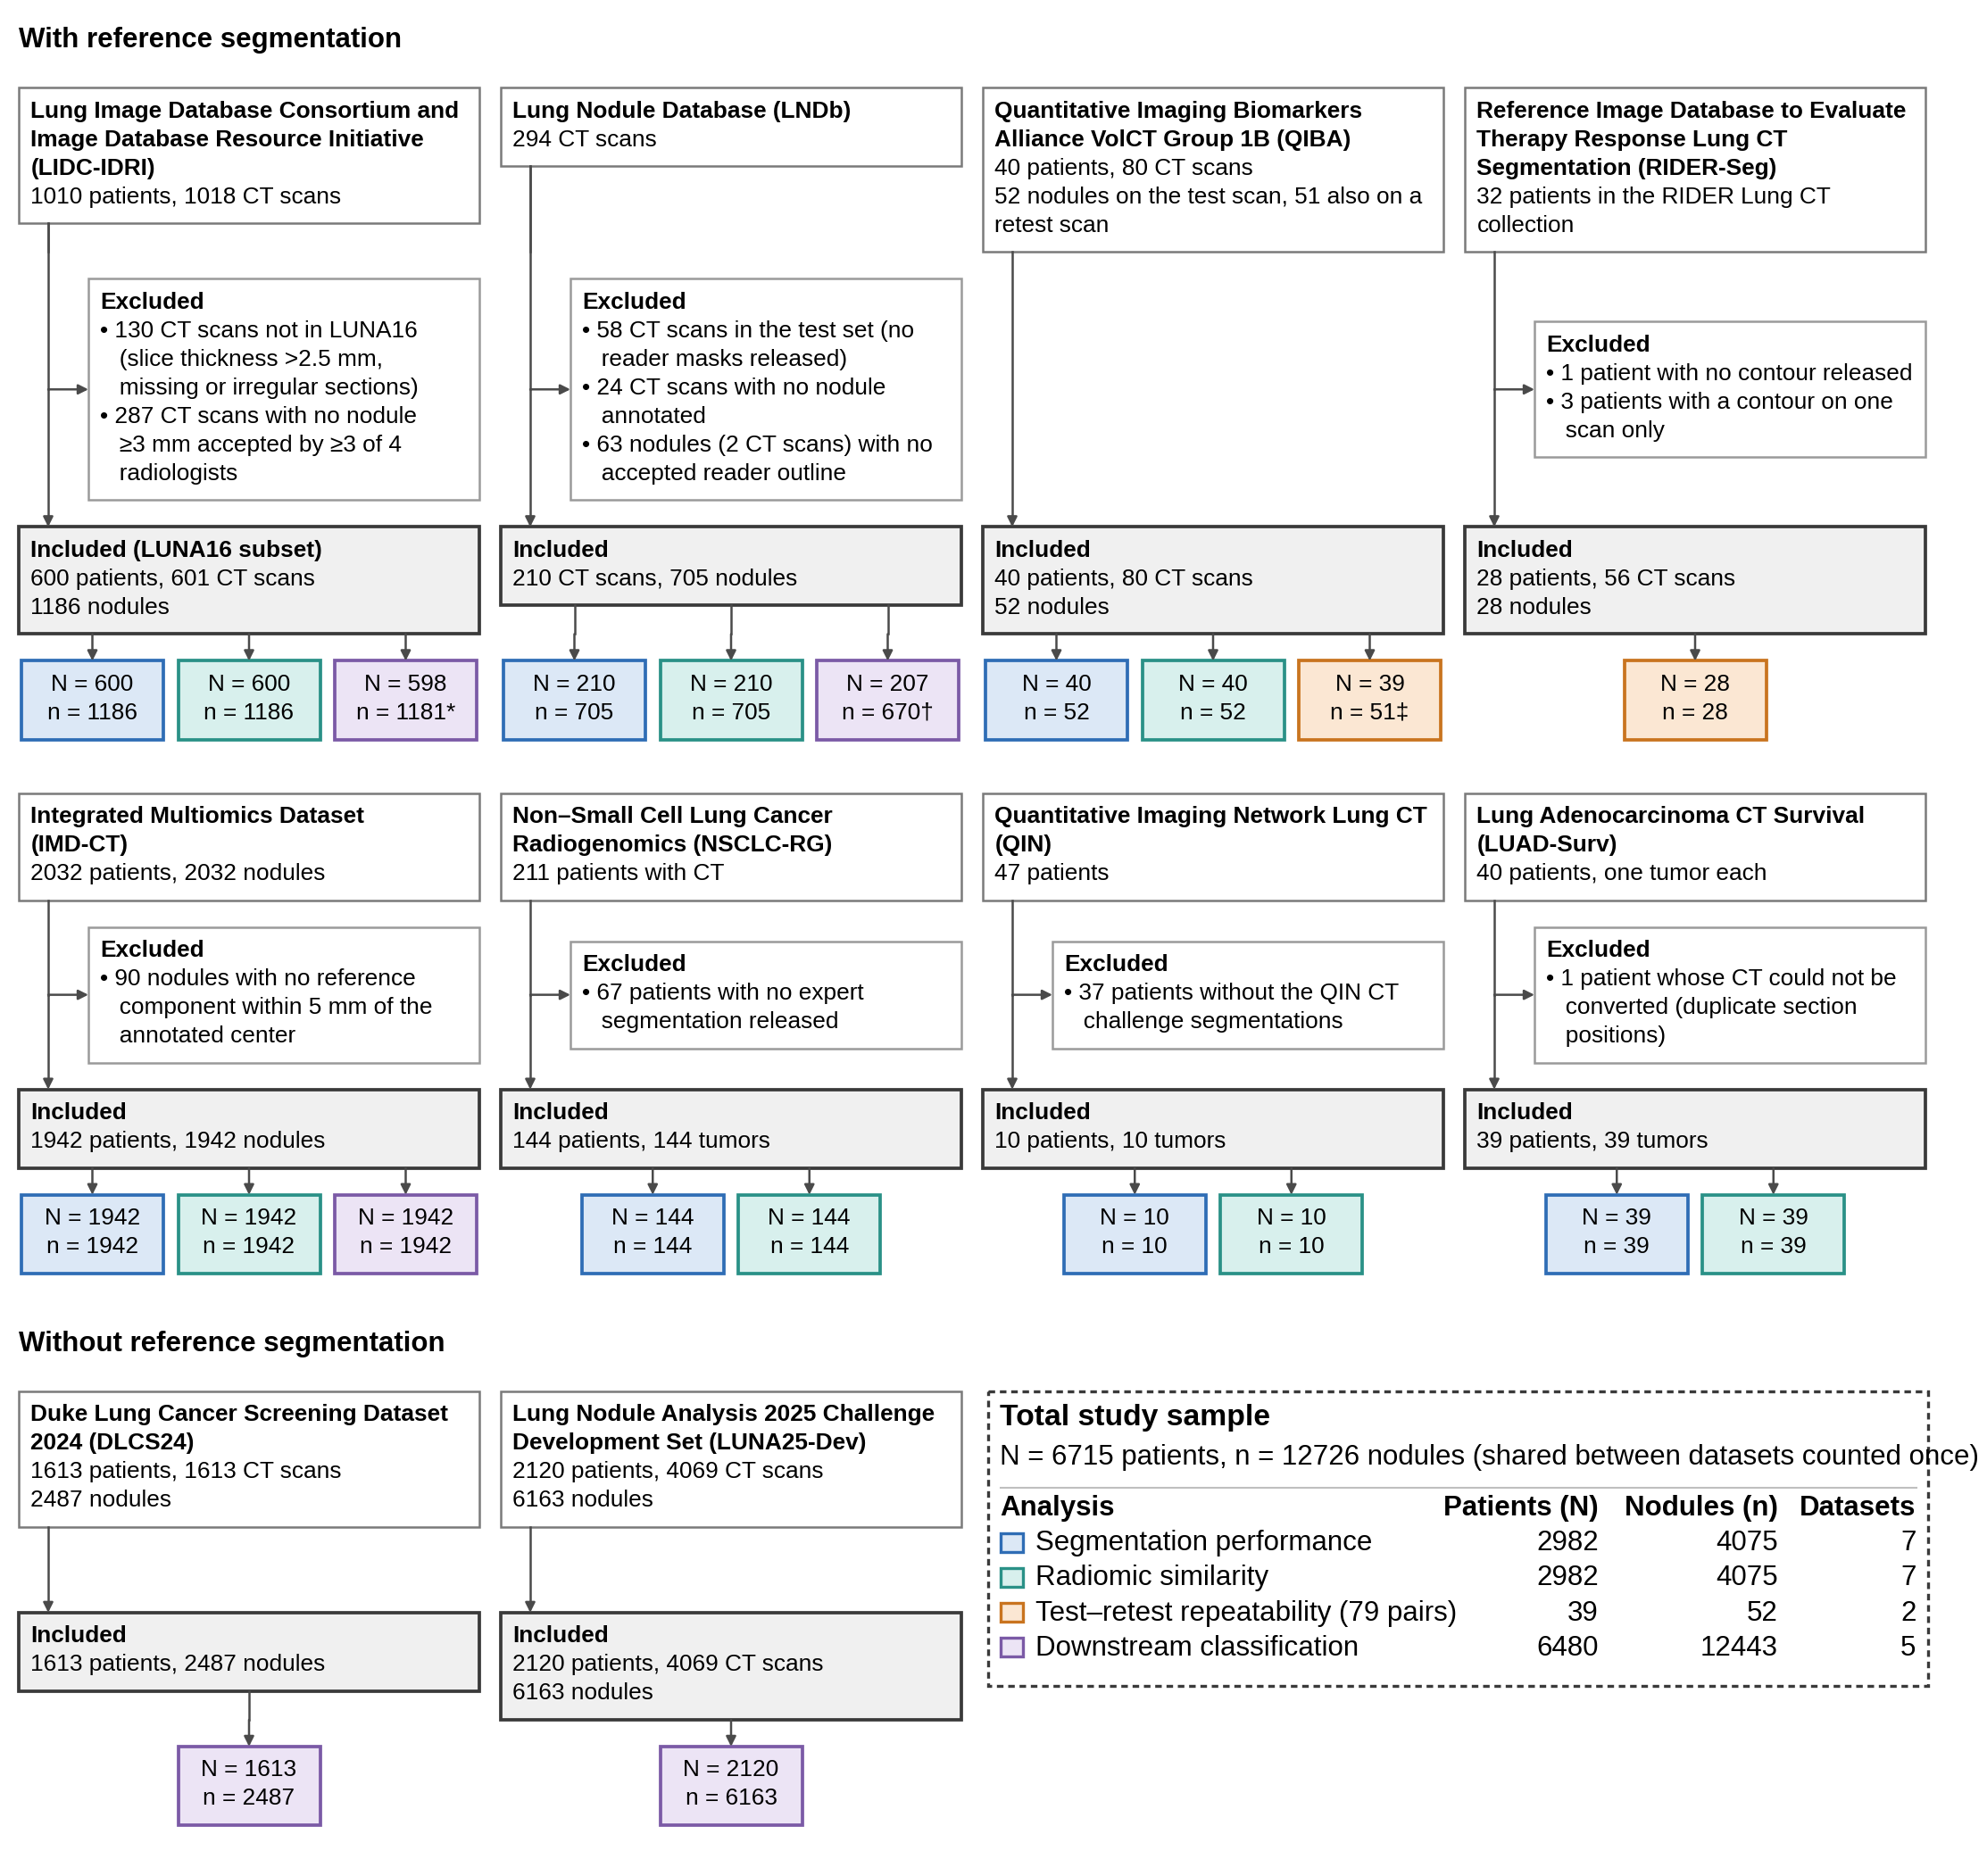 With reference segmentation
Lung Image Database Consortium and
Image Database Resource Initiative
(LIDC-IDRI)
1010 patients, 1018 CT scans
Excluded
• 130 CT scans not in LUNA16
(slice thickness >2.5 mm,
missing or irregular sections)
• 287 CT scans with no nodule
≥3 mm accepted by ≥3 of 4
radiologists
Included (LUNA16 subset)
600 patients, 601 CT scans
1186 nodules
N = 600
n = 1186
N = 600
n = 1186
N = 598
n = 1181*
Lung Nodule Database (LNDb)
294 CT scans
Excluded
• 58 CT scans in the test set (no
reader masks released)
• 24 CT scans with no nodule
annotated
• 63 nodules (2 CT scans) with no
accepted reader outline
Included
210 CT scans, 705 nodules
N = 210
n = 705
N = 210
n = 705
N = 207
n = 670†
Quantitative Imaging Biomarkers
Alliance VolCT Group 1B (QIBA)
40 patients, 80 CT scans
52 nodules on the test scan, 51 also on a
retest scan
Included
40 patients, 80 CT scans
52 nodules
N = 40
n = 52
N = 40
n = 52
N = 39
n = 51‡
Reference Image Database to Evaluate
Therapy Response Lung CT
Segmentation (RIDER-Seg)
32 patients in the RIDER Lung CT
collection
Excluded
• 1 patient with no contour released
• 3 patients with a contour on one
scan only
Included
28 patients, 56 CT scans
28 nodules
N = 28
n = 28
Integrated Multiomics Dataset
(IMD-CT)
2032 patients, 2032 nodules
Excluded
• 90 nodules with no reference
component within 5 mm of the
annotated center
Included
1942 patients, 1942 nodules
N = 1942
n = 1942
N = 1942
n = 1942
N = 1942
n = 1942
Non–Small Cell Lung Cancer
Radiogenomics (NSCLC-RG)
211 patients with CT
Excluded
• 67 patients with no expert
segmentation released
Included
144 patients, 144 tumors
N = 144
n = 144
N = 144
n = 144
Quantitative Imaging Network Lung CT
(QIN)
47 patients
Excluded
• 37 patients without the QIN CT
challenge segmentations
Included
10 patients, 10 tumors
N = 10
n = 10
N = 10
n = 10
Lung Adenocarcinoma CT Survival
(LUAD-Surv)
40 patients, one tumor each
Excluded
• 1 patient whose CT could not be
converted (duplicate section
positions)
Included
39 patients, 39 tumors
N = 39
n = 39
N = 39
n = 39
Without reference segmentation
Duke Lung Cancer Screening Dataset
2024 (DLCS24)
1613 patients, 1613 CT scans
2487 nodules
Included
1613 patients, 2487 nodules
N = 1613
n = 2487
Lung Nodule Analysis 2025 Challenge
Development Set (LUNA25-Dev)
2120 patients, 4069 CT scans
6163 nodules
Included
2120 patients, 4069 CT scans
6163 nodules
N = 2120
n = 6163
Total study sample
N = 6715 patients, n = 12726 nodules (shared between datasets counted once)
Analysis Patients (N) Nodules (n) Datasets
Segmentation performance 2982 4075 7
Radiomic similarity 2982 4075 7
Test–retest repeatability (79 pairs) 39 52 2
Downstream classification 6480 12443 5